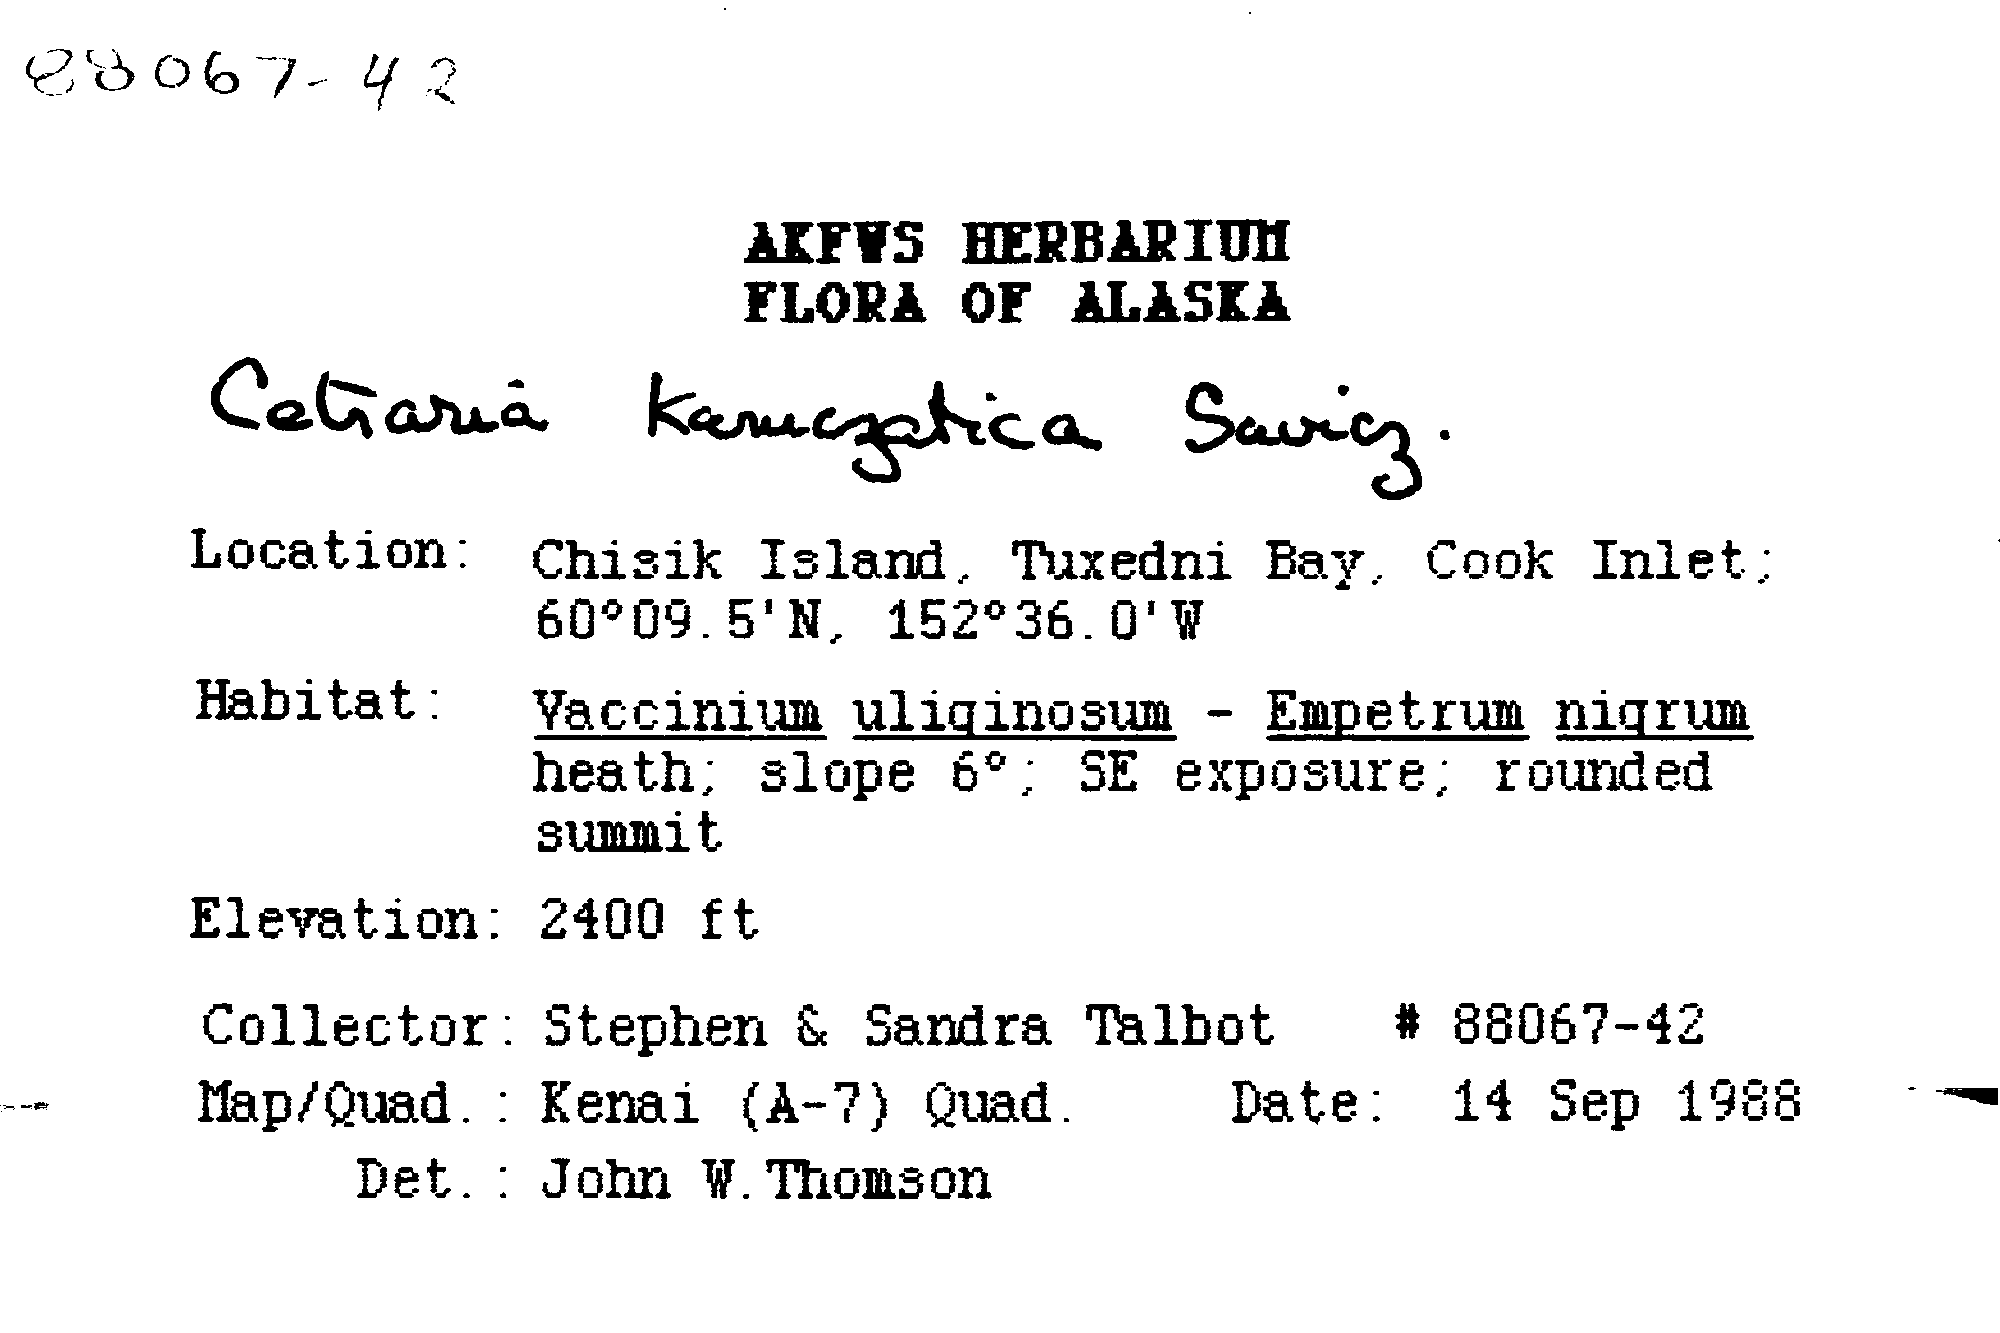 88067-42
AKFWS HERBARIUM
FLORA OF ALASKA
Cetraria Kamczatica Savicz.
Location: Chisik Island, Tuxedni Bay, Cook Inlet;
60°09.5'N, 152°36.0'W
Habitat: Vaccinium uliginosum - Empetrum nigrum
heath; slope 6°; SE exposure; rounded
summit
Elevation: 2400 ft
Collector: Stephen & Sandra Talbot # 88067-42
Map/Quad.: Kenai (A-7) Quad. Date: 14 Sep 1988
Det.: John W.Thomson